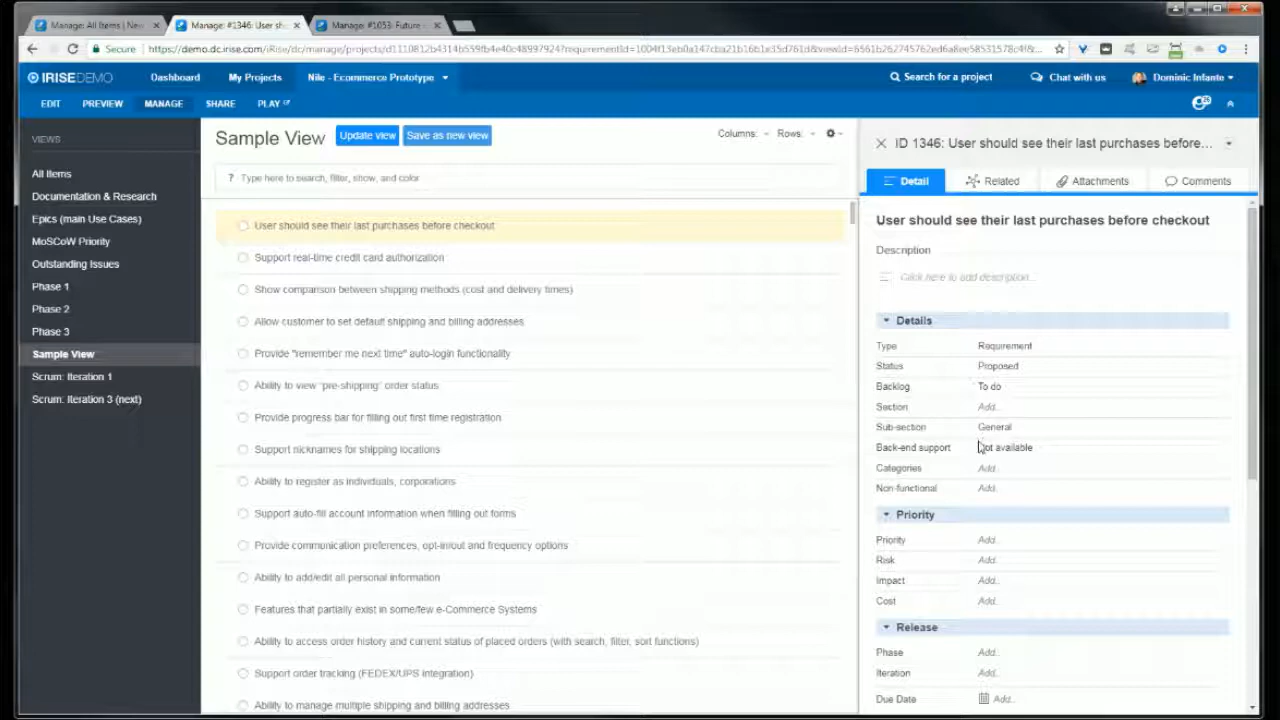 Manage: All Items | New
Manage: #1346: User sh
Manage: #1053: Future
Secure
IRISEDEMO
Dashboard
My Projects
Nile - Ecommerce Prototype
Search for a project
Chat with us
Dominic Infante
EDIT
PREVIEW
MANAGE
SHARE
PLAY
VIEWS
All Items
Documentation & Research
Epics (main Use Cases)
MoSCoW Priority
Outstanding Issues
Phase 1
Phase 2
Phase 3
Sample View
Scrum: Iteration 1
Scrum: Iteration 3 (next)
Sample View
Update view
Save as new view
Columns:
Rows:
? Type here to search, filter, show, and color
User should see their last purchases before checkout
Support real-time credit card authorization
Show comparison between shipping methods (cost and delivery times)
Allow customer to set default shipping and billing addresses
Provide "remember me next time" auto-login functionality
Ability to view "pre-shipping" order status
Provide progress bar for filling out first time registration
Support nicknames for shipping locations
Ability to register as individuals, corporations
Support auto-fill account information when filling out forms
Provide communication preferences, opt-in/out and frequency options
Ability to add/edit all personal information
Features that partially exist in some/few e-Commerce Systems
Ability to access order history and current status of placed orders (with search, filter, sort functions)
Support order tracking (FEDEX/UPS integration)
Ability to manage multiple shipping and billing addresses
ID 1346: User should see their last purchases before...
Detail
Related
Attachments
Comments
User should see their last purchases before checkout
Description
Click here to add description...
Details
Type Requirement
Status Proposed
Backlog To do
Section Add...
Sub-section General
Back-end support Not available
Categories Add...
Non-functional Add...
Priority
Priority Add...
Risk Add...
Impact Add...
Cost Add...
Release
Phase Add...
Iteration Add...
Due Date Add...